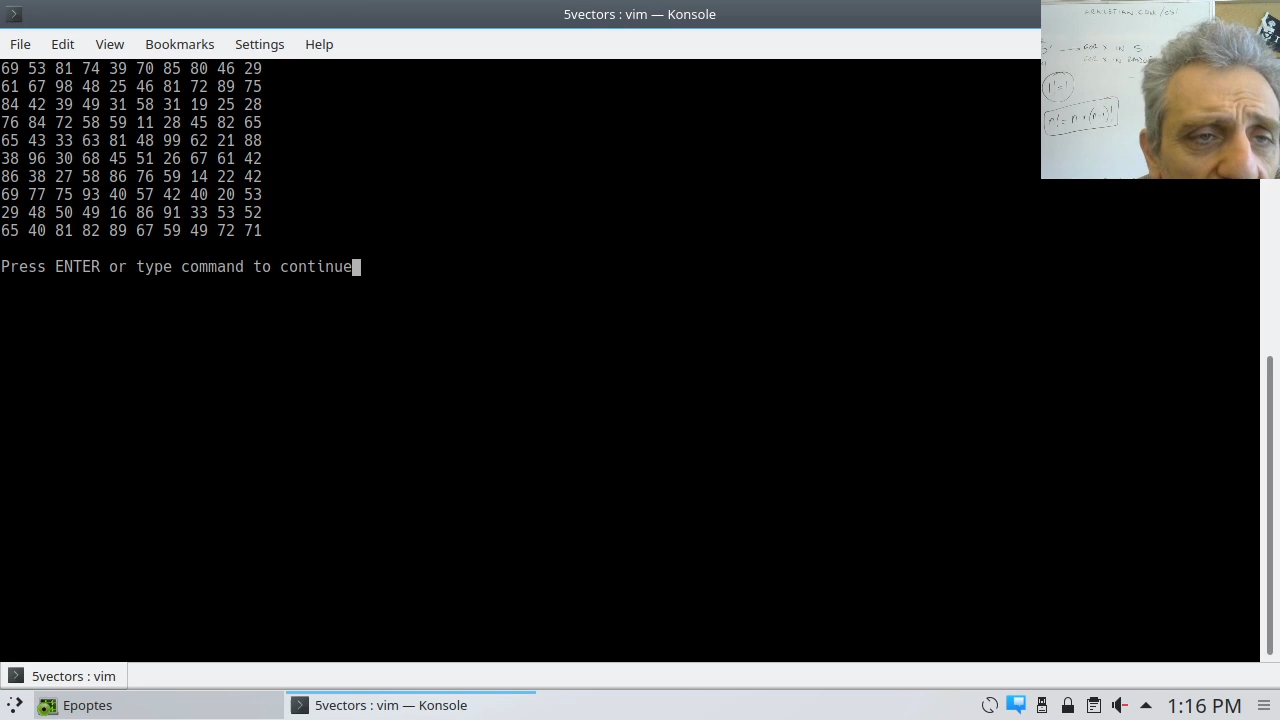 5vectors : vim — Konsole
File Edit View Bookmarks Settings Help
69 53 81 74 39 70 85 80 46 29
61 67 98 48 25 46 81 72 89 75
84 42 39 49 31 58 31 19 25 28
76 84 72 58 59 11 28 45 82 65
65 43 33 63 81 48 99 62 21 88
38 96 30 68 45 51 26 67 61 42
86 38 27 58 86 76 59 14 22 42
69 77 75 93 40 57 42 40 20 53
29 48 50 49 16 86 91 33 53 52
65 40 81 82 89 67 59 49 72 71
Press ENTER or type command to continue
FOR X IN S
1! = 1
5vectors : vim
Epoptes
5vectors : vim — Konsole
1:16 PM